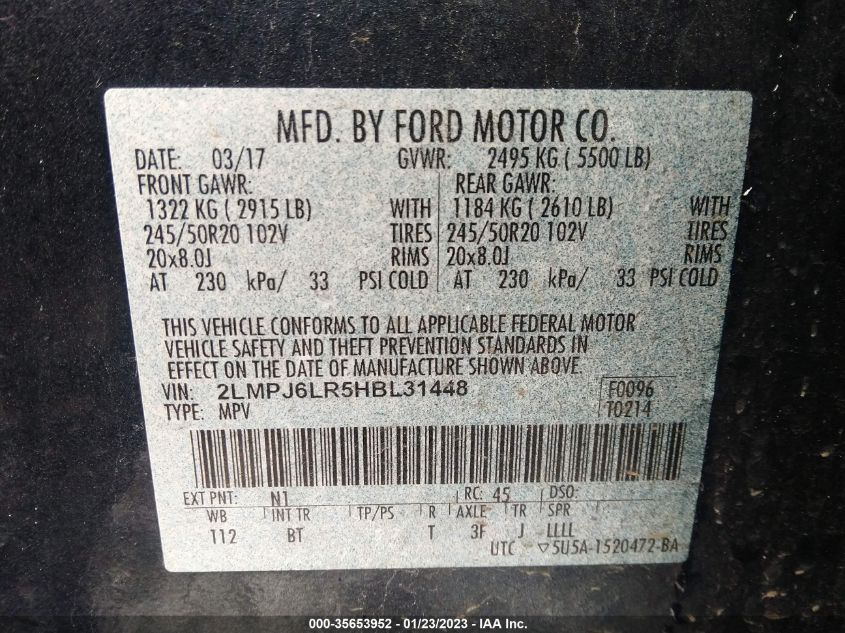 MFD. BY FORD MOTOR CO.
DATE: 03/17 GVWR: 2495 KG ( 5500 LB)
FRONT GAWR: REAR GAWR:
1322 KG ( 2915 LB) WITH 1184 KG ( 2610 LB) WITH
245/50R20 102V TIRES 245/50R20 102V TIRES
20x8.0J RIMS 20x8.0J RIMS
AT 230 kPa/ 33 PSI COLD AT 230 kPa/ 33 PSI COLD
THIS VEHICLE CONFORMS TO ALL APPLICABLE FEDERAL MOTOR
VEHICLE SAFETY AND THEFT PREVENTION STANDARDS IN
EFFECT ON THE DATE OF MANUFACTURE SHOWN ABOVE.
VIN: 2LMPJ6LR5HBL31448 F0096
TYPE: MPV T0214
EXT PNT: N1 RC: 45 DSO:
WB INT TR TP/PS R AXLE TR SPR
112 BT T 3F J LLLL
UTC ▽5U5A-1520472-BA
000-35653952 / 01/23/2023 - IAA Inc.